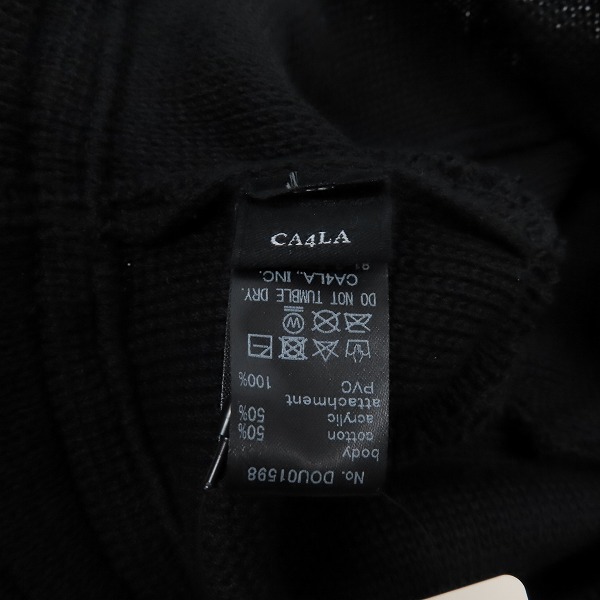 CA4LA
No. DOU01598
body
cotton 50%
acrylic 50%
attachment
PVC 100%
W
DO NOT TUMBLE DRY.
CA4LA., INC.